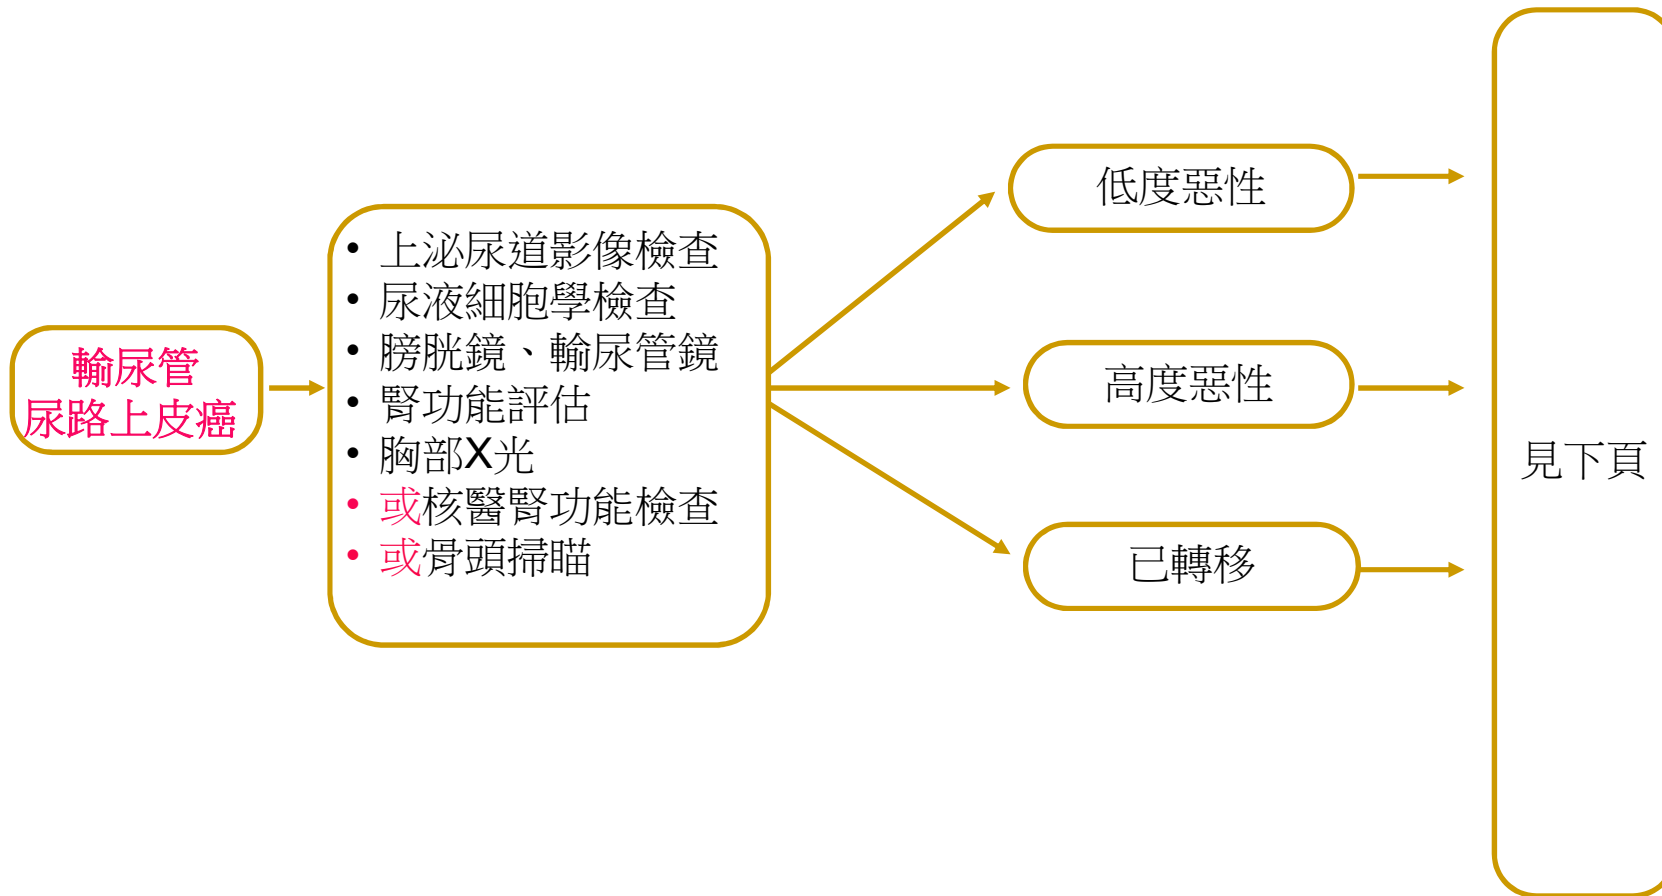 輸尿管
尿路上皮癌
• 上泌尿道影像檢查
• 尿液細胞學檢查
• 膀胱鏡、輸尿管鏡
• 腎功能評估
• 胸部X光
• 或核醫腎功能檢查
• 或骨頭掃瞄
低度惡性
高度惡性
已轉移
見下頁